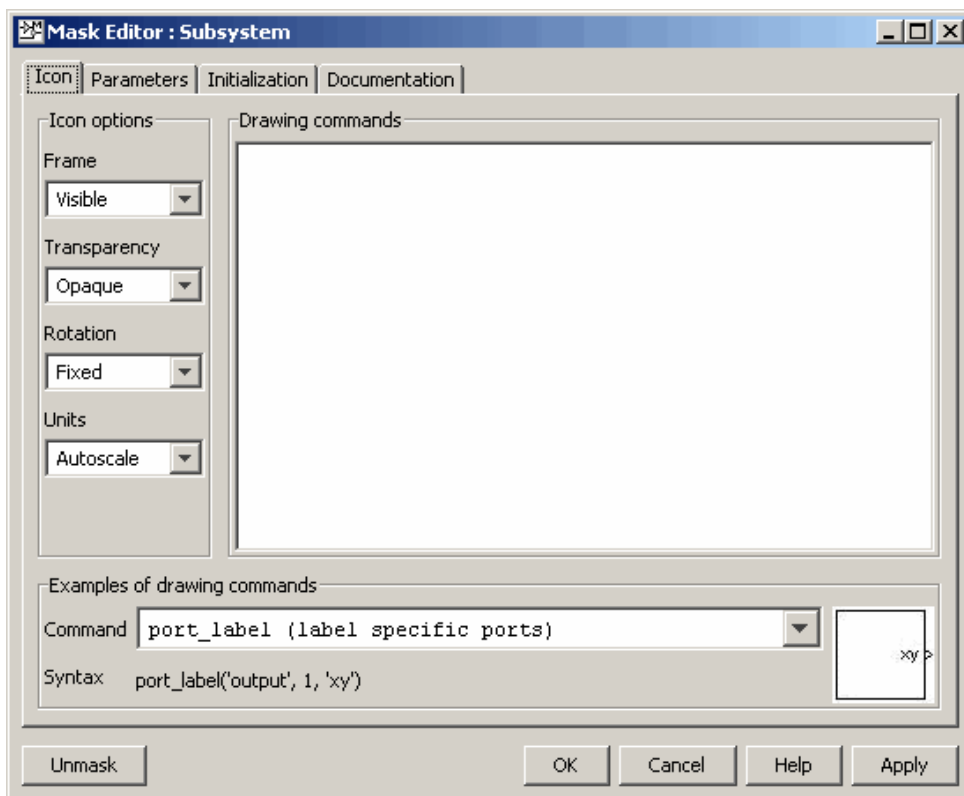 Mask Editor : Subsystem
Icon Parameters Initialization Documentation
Icon options
Frame
Visible
Transparency
Opaque
Rotation
Fixed
Units
Autoscale
Drawing commands
Examples of drawing commands
Command port_label (label specific ports)
Syntax port_label('output', 1, 'xy')
xy >
Unmask OK Cancel Help Apply